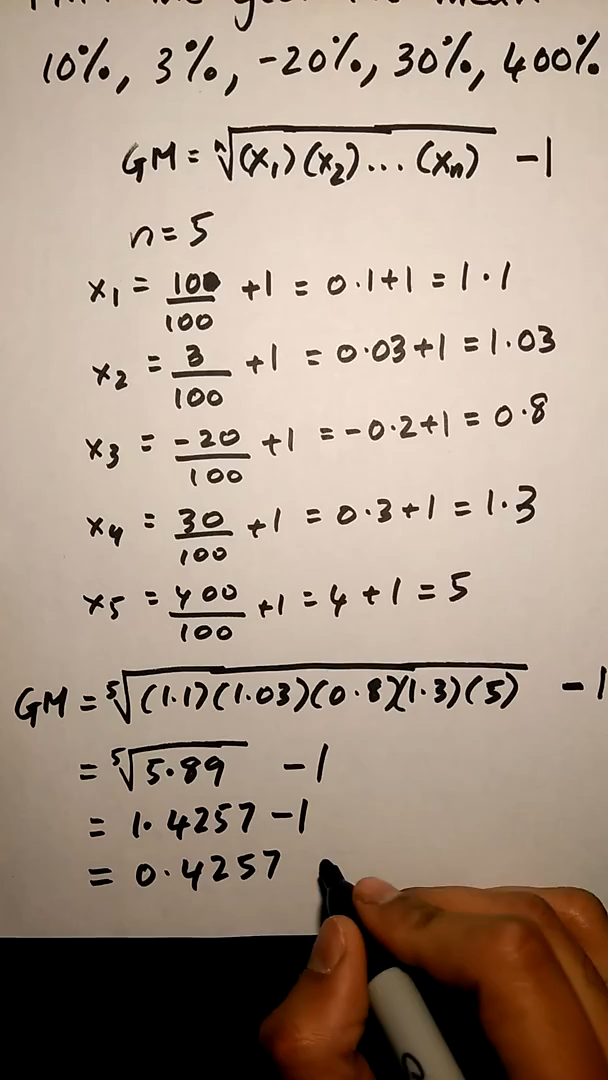 the mean
10%, 3%, -20%, 30%, 400%
GM = ⁿ√(x₁)(x₂)...(xₙ) -1
n = 5
x₁ = 10/100 +1 = 0.1+1 = 1.1
x₂ = 3/100 +1 = 0.03+1 = 1.03
x₃ = -20/100 +1 = -0.2+1 = 0.8
x₄ = 30/100 +1 = 0.3+1 = 1.3
x₅ = 400/100 +1 = 4+1 = 5
GM = ⁵√(1.1)(1.03)(0.8)(1.3)(5) -1
= ⁵√5.89 -1
= 1.4257 -1
= 0.4257